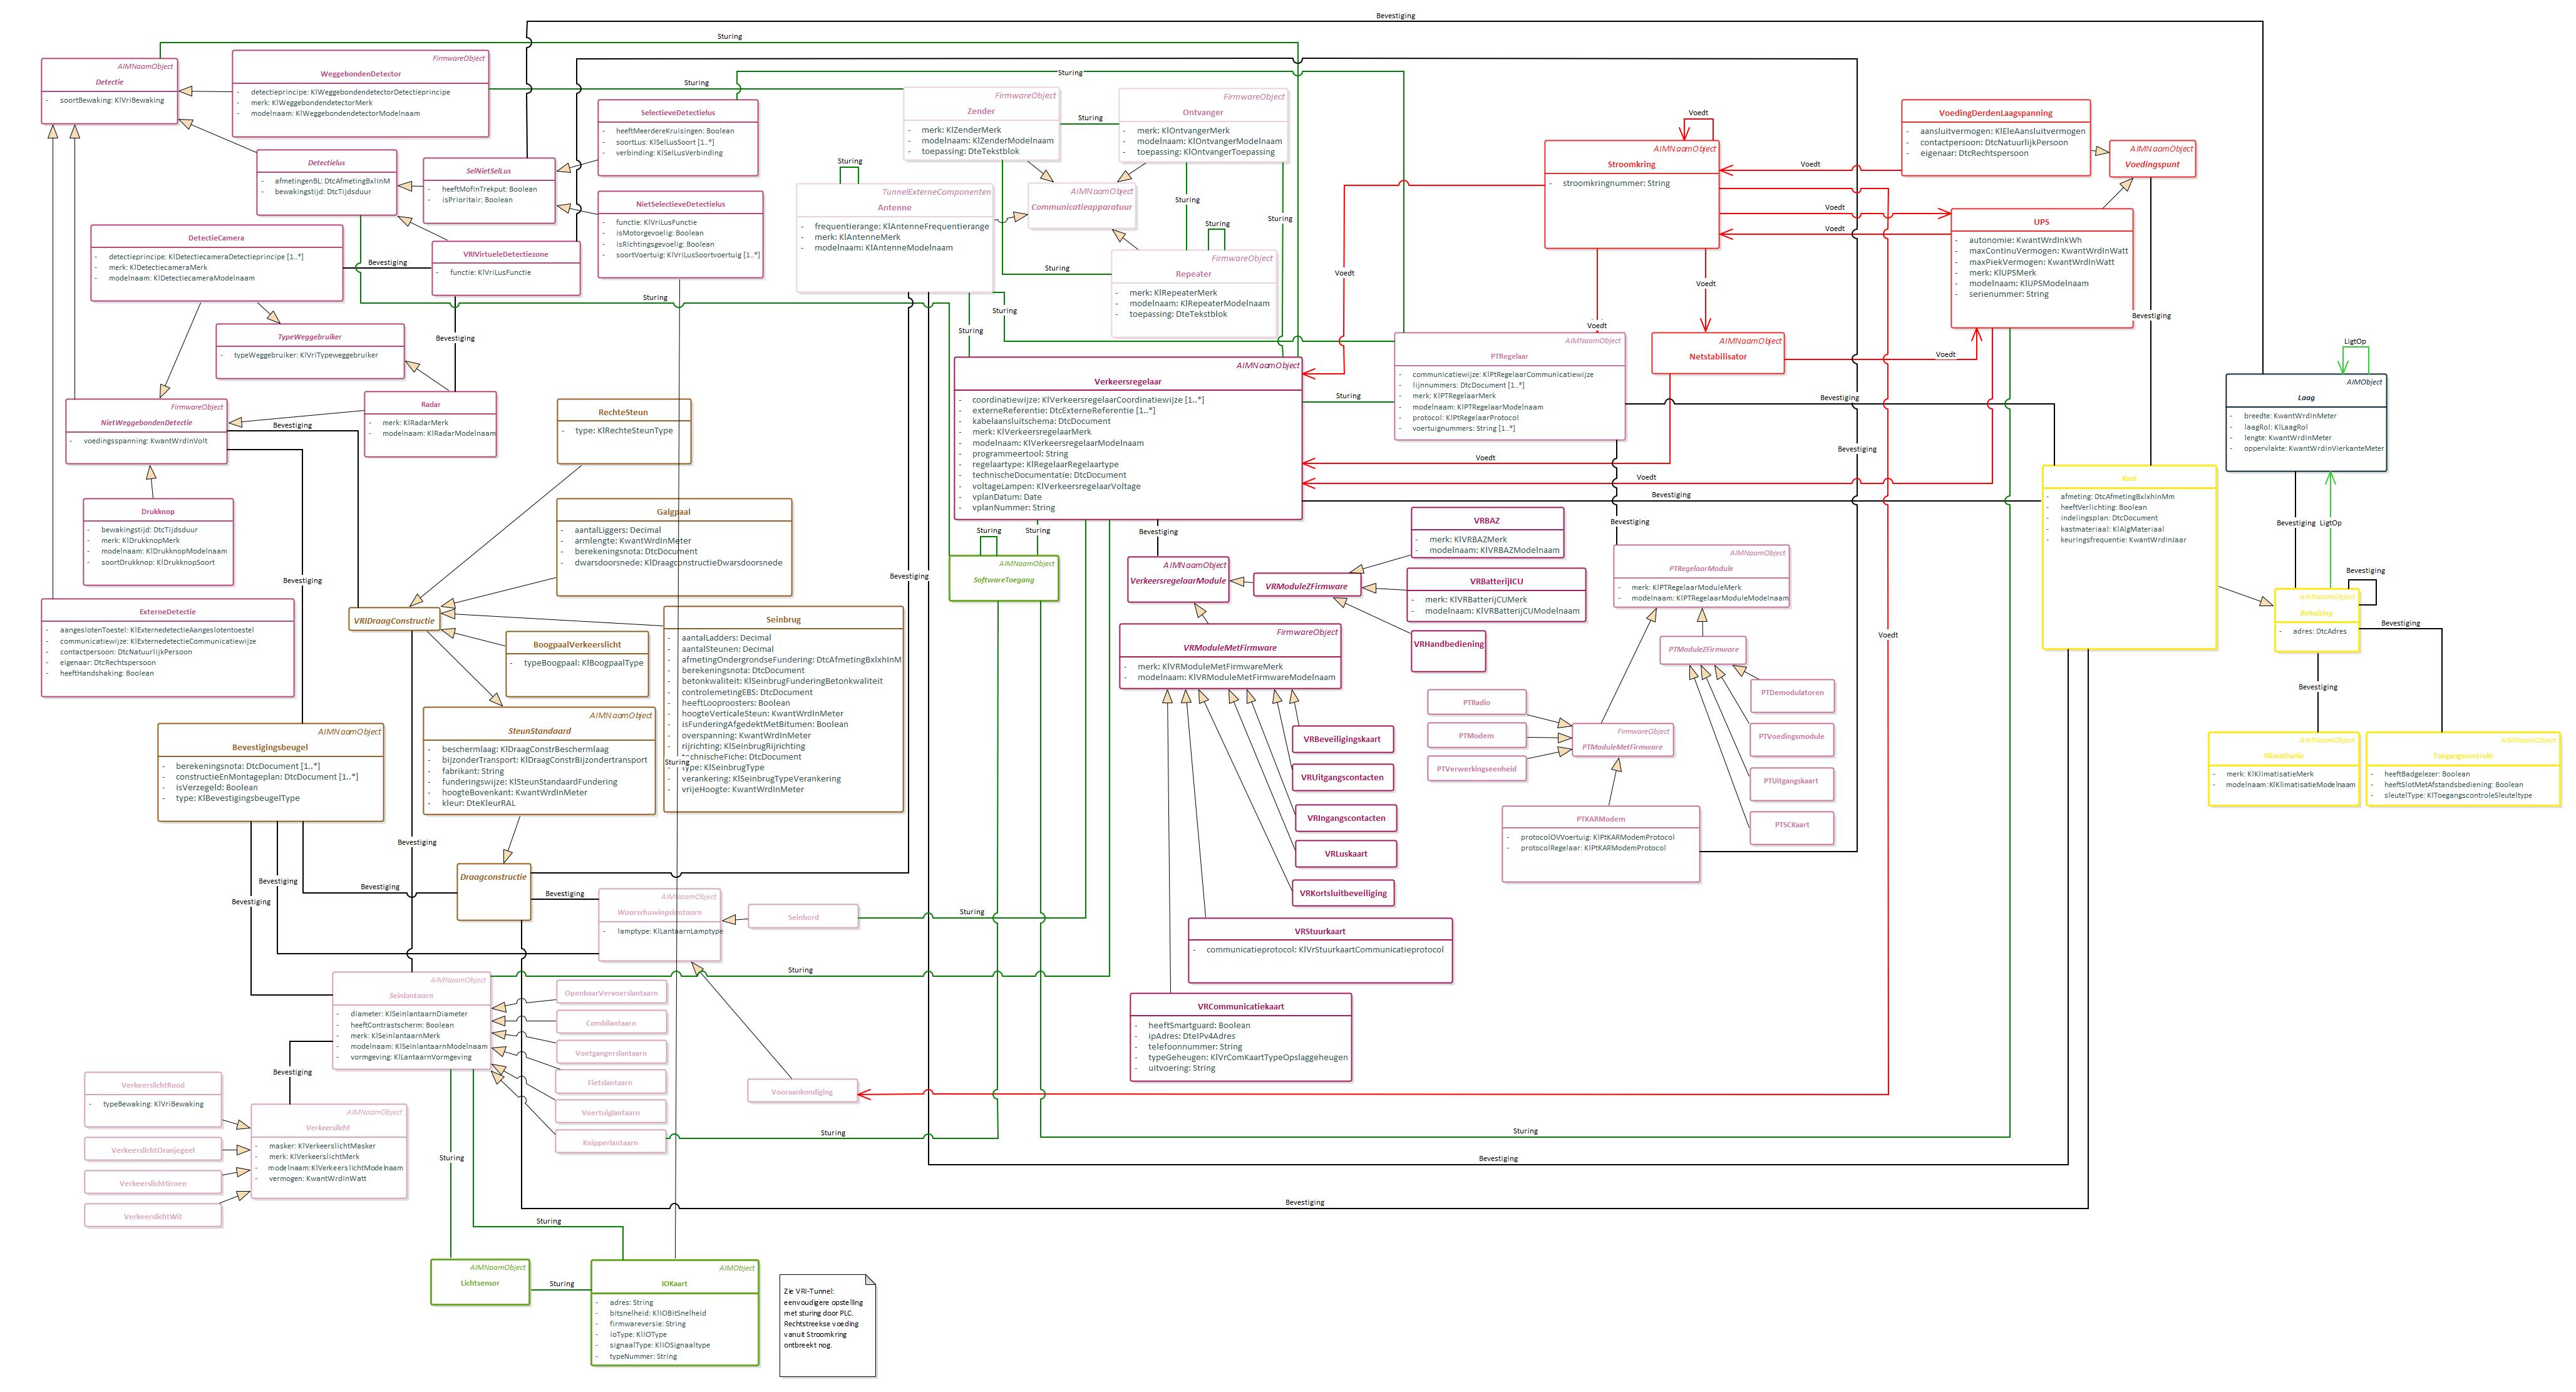 Bevestiging
Sturing
AIMNaamObject
Detectie
- soortBewaking: KlVriBewaking
FirmwareObject
WeggebondenDetector
- detectieprincipe: KlWeggebondendetectorDetectieprincipe
- merk: KlWeggebondendetectorMerk
- modelnaam: KlWeggebondendetectorModelnaam
Sturing
Sturing
SelectieveDetectielus
- heeftMeerdereKruisingen: Boolean
- soortLus: KlSelLusSoort [1..*]
- verbinding: KlSelLusVerbinding
FirmwareObject
Zender
- merk: KlZenderMerk
- modelnaam: KlZenderModelnaam
- toepassing: DteTekstblok
Sturing
FirmwareObject
Ontvanger
- merk: KlOntvangerMerk
- modelnaam: KlOntvangerModelnaam
- toepassing: KlOntvangerToepassing
Voedt
AIMNaamObject
Stroomkring
- stroomkringnummer: String
VoedingDerdenLaagspanning
- aansluitvermogen: KlEleAansluitvermogen
- contactpersoon: DtcNatuurlijkPersoon
- eigenaar: DtcRechtspersoon
AIMNaamObject
Voedingspunt
Voedt
Detectielus
- afmetingenBL: DtcAfmetingBxlInM
- bewakingstijd: DtcTijdsduur
SelNietSelLus
- heeftMofInTrekput: Boolean
- isPrioritair: Boolean
NietSelectieveDetectielus
- functie: KlVriLusFunctie
- isMotorgevoelig: Boolean
- isRichtingsgevoelig: Boolean
- soortVoertuig: KlVriLusSoortvoertuig [1..*]
Sturing
TunnelExterneComponenten
Antenne
- frequentierange: KlAntenneFrequentierange
- merk: KlAntenneMerk
- modelnaam: KlAntenneModelnaam
AIMNaamObject
Communicatieapparatuur
Sturing
Sturing
Sturing
Sturing
FirmwareObject
Repeater
- merk: KlRepeaterMerk
- modelnaam: KlRepeaterModelnaam
- toepassing: DteTekstblok
Voedt
Voedt
UPS
- autonomie: KwantWrdInkWh
- maxContinuVermogen: KwantWrdInWatt
- maxPiekVermogen: KwantWrdInWatt
- merk: KlUPSMerk
- modelnaam: KlUPSModelnaam
- serienummer: String
DetectieCamera
- detectieprincipe: KlDetectiecameraDetectieprincipe [1..*]
- merk: KlDetectiecameraMerk
- modelnaam: KlDetectiecameraModelnaam
Bevestiging
VRIVirtueleDetectiezone
- functie: KlVriLusFunctie
Voedt
Voedt
Sturing
Sturing
Sturing
Bevestiging
Voedt
TypeWeggebruiker
- typeWeggebruiker: KlVriTypeweggebruiker
Bevestiging
AIMNaamObject
PTRegelaar
- communicatiewijze: KlPtRegelaarCommunicatiewijze
- lijnnummers: DtcDocument [1..*]
- merk: KlPTRegelaarMerk
- modelnaam: KlPTRegelaarModelnaam
- protocol: KlPtRegelaarProtocol
- voertuignummers: String [1..*]
AIMNaamObject
Netstabilisator
Voedt
LigtOp
AIMObject
Laag
- breedte: KwantWrdInMeter
- laagRol: KlLaagRol
- lengte: KwantWrdInMeter
- oppervlakte: KwantWrdInVierkanteMeter
AIMNaamObject
Verkeersregelaar
- coordinatiewijze: KlVerkeersregelaarCoordinatiewijze [1..*]
- externeReferentie: DtcExterneReferentie [1..*]
- kabelaansluitschema: DtcDocument
- merk: KlVerkeersregelaarMerk
- modelnaam: KlVerkeersregelaarModelnaam
- programmeertool: String
- regelaartype: KlRegelaarRegelaartype
- technischeDocumentatie: DtcDocument
- voltageLampen: KlVerkeersregelaarVoltage
- vplanDatum: Date
- vplanNummer: String
Sturing
Bevestiging
FirmwareObject
NietWeggebondenDetectie
- voedingsspanning: KwantWrdInVolt
Bevestiging
Radar
- merk: KlRadarMerk
- modelnaam: KlRadarModelnaam
RechteSteun
- type: KlRechteSteunType
Bevestiging
Voedt
Voedt
Bevestiging
Kast
- afmeting: DtcAfmetingBxlxhInMm
- heeftVerlichting: Boolean
- indelingsplan: DtcDocument
- kastmateriaal: KlAlgMateriaal
- keuringsfrequentie: KwantWrdInJaar
Drukknop
- bewakingstijd: DtcTijdsduur
- merk: KlDrukknopMerk
- modelnaam: KlDrukknopModelnaam
- soortDrukknop: KlDrukknopSoort
Galgpaal
- aantalLiggers: Decimal
- armlengte: KwantWrdInMeter
- berekeningsnota: DtcDocument
- dwarsdoorsnede: KlDraagconstructieDwarsdoorsnede
Sturing
Sturing
AIMNaamObject
SoftwareToegang
Bevestiging
AIMNaamObject
VerkeersregelaarModule
VRModuleZFirmware
VRBAZ
- merk: KlVRBAZMerk
- modelnaam: KlVRBAZModelnaam
VRBatterijICU
- merk: KlVRBatterijCUMerk
- modelnaam: KlVRBatterijCUModelnaam
VRHandbediening
Bevestiging
AIMNaamObject
PTRegelaarModule
- merk: KlPTRegelaarModuleMerk
- modelnaam: KlPTRegelaarModuleModelnaam
Bevestiging
LigtOp
Bevestiging
AIMNaamObject
Behuizing
- adres: DtcAdres
Bevestiging
Bevestiging
Bevestiging
Bevestiging
ExterneDetectie
- aangeslotenToestel: KlExternedetectieAangeslotentoestel
- communicatiewijze: KlExternedetectieCommunicatiewijze
- contactpersoon: DtcNatuurlijkPersoon
- eigenaar: DtcRechtspersoon
- heeftHandshaking: Boolean
VRIDraagConstructie
BoogpaalVerkeerslicht
- typeBoogpaal: KlBoogpaalType
Seinbrug
- aantalLadders: Decimal
- aantalSteunen: Decimal
- afmetingOndergrondseFundering: DtcAfmetingBxlxhInM
- berekeningsnota: DtcDocument
- betonkwaliteit: KlSeinbrugFunderingBetonkwaliteit
- controlemetingEBS: DtcDocument
- heeftLooproosters: Boolean
- hoogteVerticaleSteun: KwantWrdInMeter
- isFunderingAfgedektMetBitumen: Boolean
- overspanning: KwantWrdInMeter
- rijrichting: KlSeinbrugRijrichting
- technischeFiche: DtcDocument
- type: KlSeinbrugType
- verankering: KlSeinbrugTypeVerankering
- vrijeHoogte: KwantWrdInMeter
Sturing
FirmwareObject
VRModuleMetFirmware
- merk: KlVRModuleMetFirmwareMerk
- modelnaam: KlVRModuleMetFirmwareModelnaam
PTModuleZFirmware
Voedt
PTRadio
PTModem
PTVerwerkingseenheid
FirmwareObject
PTModuleMetFirmware
PTDemodulatoren
PTVoedingsmodule
PTUitgangskaart
PTSCKaart
AIMNaamObject
SteunStandaard
- beschermlaag: KlDraagConstrBeschermlaag
- bijzonderTransport: KlDraagConstrBijzondertransport
- fabrikant: String
- funderingswijze: KlSteunStandaardFundering
- hoogteBovenkant: KwantWrdInMeter
- kleur: DteKleurRAL
AIMNaamObject
Bevestigingsbeugel
- berekeningsnota: DtcDocument [1..*]
- constructieEnMontageplan: DtcDocument [1..*]
- isVerzegeld: Boolean
- type: KlBevestigingsbeugelType
VRBeveiligingskaart
VRUitgangscontacten
VRIngangscontacten
VRLuskaart
VRKortsluitbeveiliging
PTKARModem
- protocolOVVoertuig: KlPtKARModemProtocol
- protocolRegelaar: KlPtKARModemProtocol
AIMNaamObject
Klimatisatie
- merk: KlKlimatisatieMerk
- modelnaam: KlKlimatisatieModelnaam
AIMNaamObject
Toegangscontrole
- heeftBadgelezer: Boolean
- heeftSlotMetAfstandsbediening: Boolean
- sleutelType: KlToegangscontroleSleuteltype
Bevestiging
Bevestiging
Bevestiging
Bevestiging
Draagconstructie
Bevestiging
AIMNaamObject
Waarschuwingslantaarn
- lamptype: KlLantaarnLamptype
Seinbord
Sturing
VRStuurkaart
- communicatieprotocol: KlVrStuurkaartCommunicatieprotocol
Sturing
AIMNaamObject
Seinlantaarn
- diameter: KlSeinlantaarnDiameter
- heeftContrastscherm: Boolean
- merk: KlSeinlantaarnMerk
- modelnaam: KlSeinlantaarnModelnaam
- vormgeving: KlLantaarnVormgeving
OpenbaarVervoerslantaarn
Combilantaarn
Voetgangerslantaarn
Fietslantaarn
Voertuiglantaarn
Knipperlantaarn
VRCommunicatiekaart
- heeftSmartguard: Boolean
- ipAdres: DteIPv4Adres
- telefoonnummer: String
- typeGeheugen: KlVrComKaartTypeOpslaggeheugen
- uitvoering: String
Bevestiging
Vooraankondiging
VerkeerslichtRood
- typeBewaking: KlVriBewaking
VerkeerslichtOranjegeel
VerkeerslichtGroen
VerkeerslichtWit
AIMNaamObject
Verkeerslicht
- masker: KlVerkeerslichtMasker
- merk: KlVerkeerslichtMerk
- modelnaam: KlVerkeerslichtModelnaam
- vermogen: KwantWrdInWatt
Sturing
Sturing
Sturing
Bevestiging
Bevestiging
Sturing
AIMNaamObject
Lichtsensor
Sturing
AIMObject
IOKaart
- adres: String
- bitsnelheid: KlIOBitSnelheid
- firmwareversie: String
- ioType: KlIOType
- signaalType: KlIOSignaaltype
- typeNummer: String
Zie VRI-Tunnel:
eenvoudigere opstelling
met sturing door PLC.
Rechtstreekse voeding
vanuit Stroomkring
ontbreekt nog.